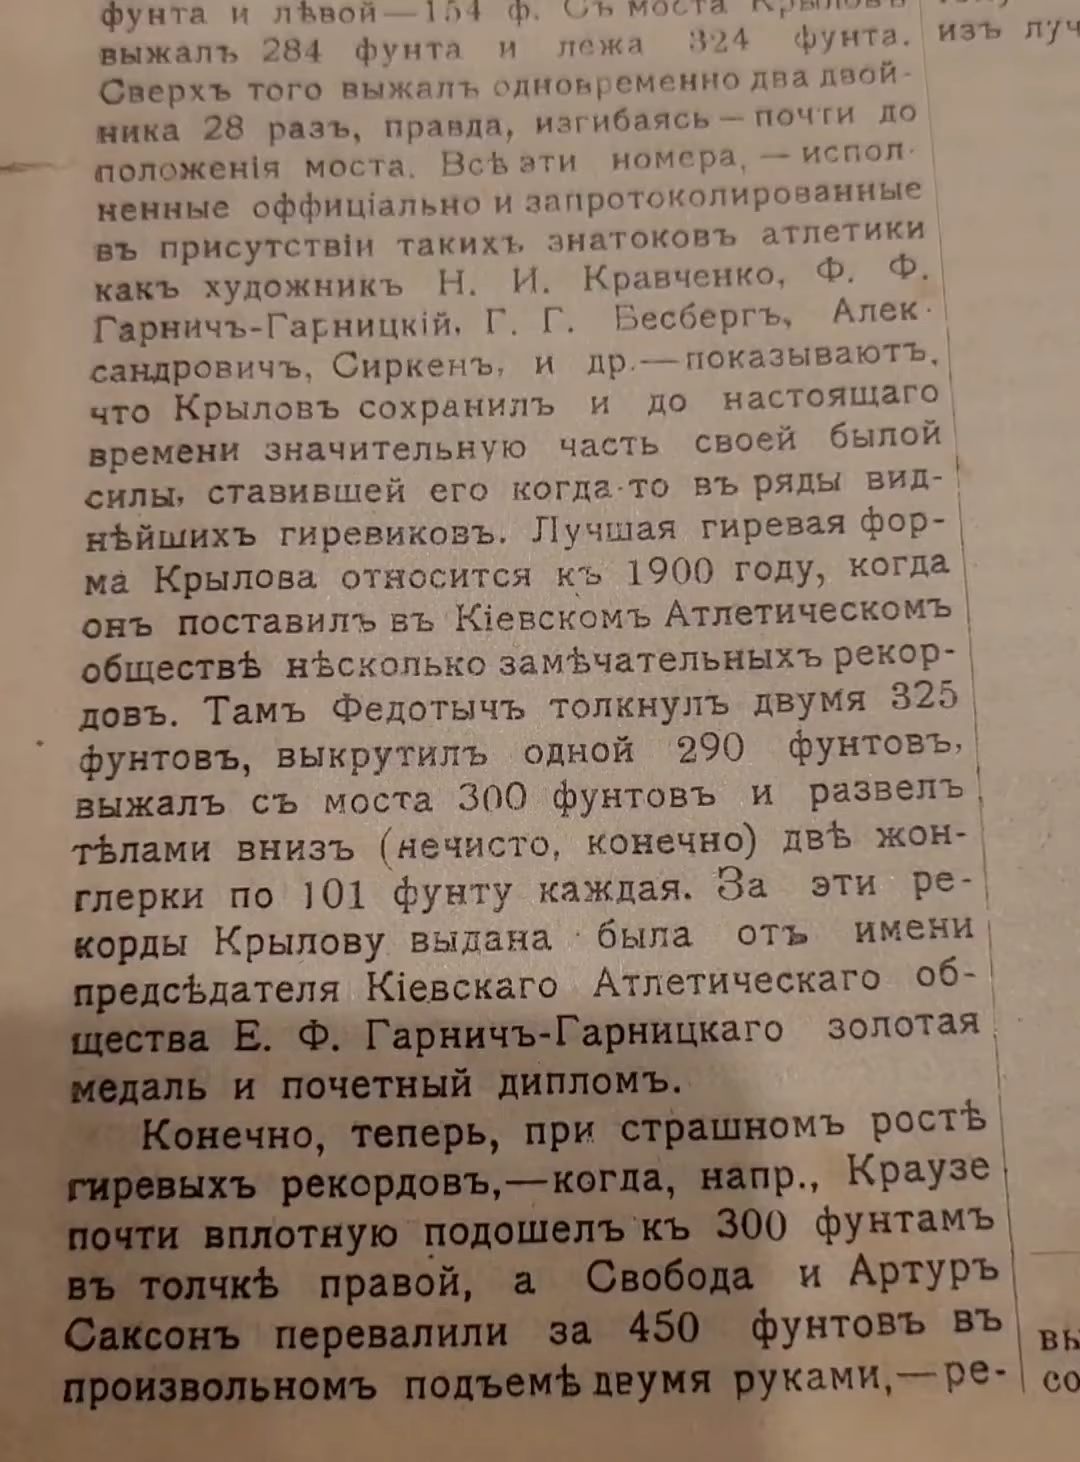 фунта и лѣвой—154 ф. Съ моста Крыловъ
выжалъ 284 фунта и лежа 324 фунта.
Сверхъ того выжалъ одновременно два двой-
ника 28 разъ, правда, изгибаясь—почти до
положенія моста. Всѣ эти номера,—испол-
ненные оффиціально и запротоколированные
въ присутствіи такихъ знатоковъ атлетики
какъ художникъ Н. И. Кравченко, Ф. Ф.
Гарничъ-Гарницкій, Г. Г. Бесбергъ, Алек-
сандровичъ, Сиркенъ, и др.—показываютъ,
что Крыловъ сохранилъ и до настоящаго
времени значительную часть своей былой
силы, ставившей его когда-то въ ряды вид-
нѣйшихъ гиревиковъ. Лучшая гиревая фор-
ма Крылова относится къ 1900 году, когда
онъ поставилъ въ Кіевскомъ Атлетическомъ
обществѣ нѣсколько замѣчательныхъ рекор-
довъ. Тамъ Федотычъ толкнулъ двумя 325
фунтовъ, выкрутилъ одной 290 фунтовъ,
выжалъ съ моста 300 фунтовъ и развелъ
тѣлами внизъ (нечисто, конечно) двѣ жон-
глерки по 101 фунту каждая. За эти ре-
корды Крылову выдана была отъ имени
предсѣдателя Кіевскаго Атлетическаго об-
щества Е. Ф. Гарничъ-Гарницкаго золотая
медаль и почетный дипломъ.
Конечно, теперь, при страшномъ ростѣ
гиревыхъ рекордовъ,—когда, напр., Краузе
почти вплотную подошелъ къ 300 фунтамъ
въ толчкѣ правой, а Свобода и Артуръ
Саксонъ перевалили за 450 фунтовъ въ
произвольномъ подъемѣ двумя руками,—ре-
изъ